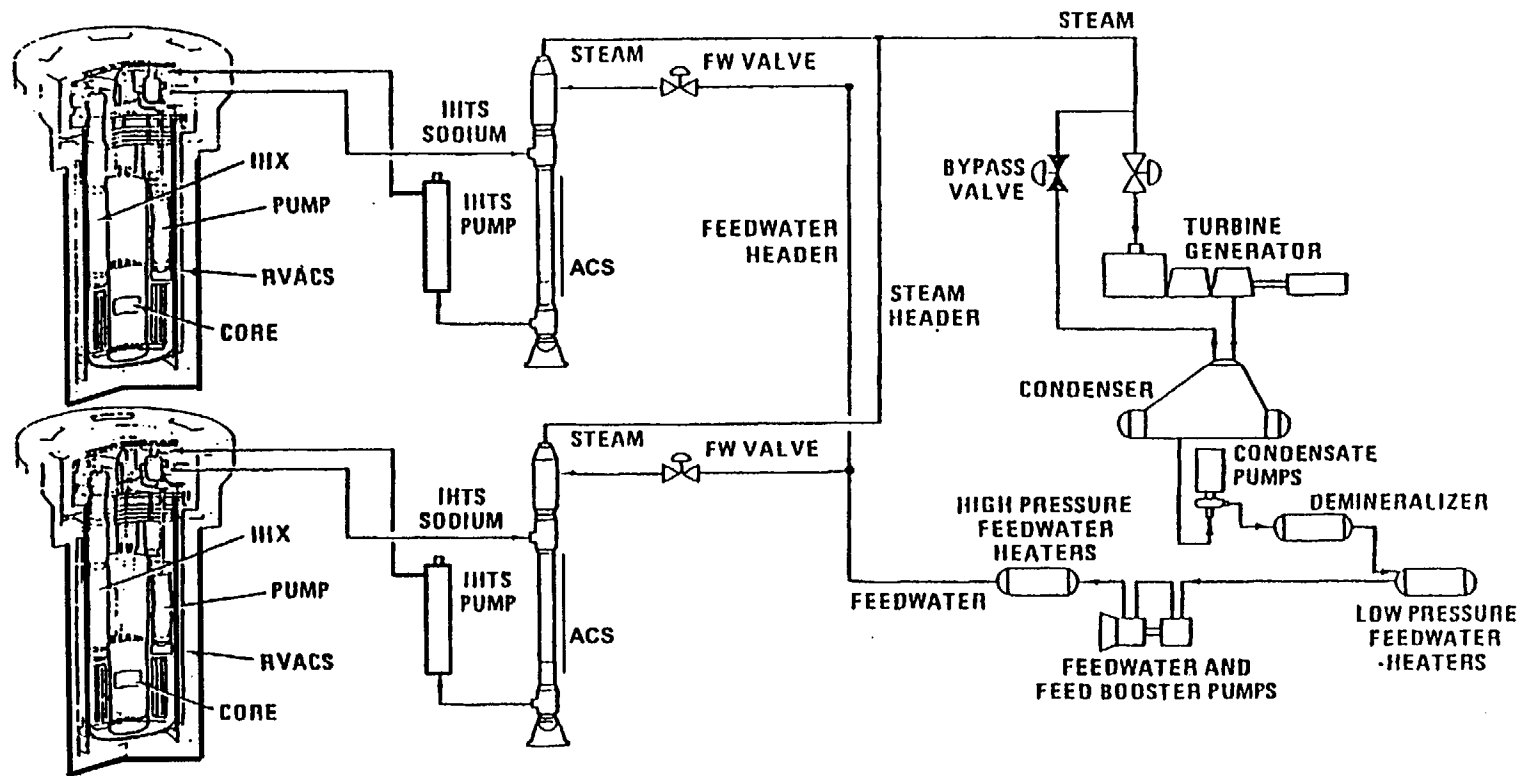 STEAM
STEAM
FW VALVE
IHTS
SODIUM
IHX
PUMP
IHTS
PUMP
RVACS
CORE
ACS
FEEDWATER
HEADER
STEAM
HEADER
BYPASS
VALVE
TURBINE
GENERATOR
CONDENSER
CONDENSATE
PUMPS
DEMINERALIZER
LOW PRESSURE
FEEDWATER
HEATERS
HIGH PRESSURE
FEEDWATER
HEATERS
FEEDWATER
FEEDWATER AND
FEED BOOSTER PUMPS
STEAM
FW VALVE
IHTS
SODIUM
IHX
PUMP
IHTS
PUMP
RVACS
CORE
ACS